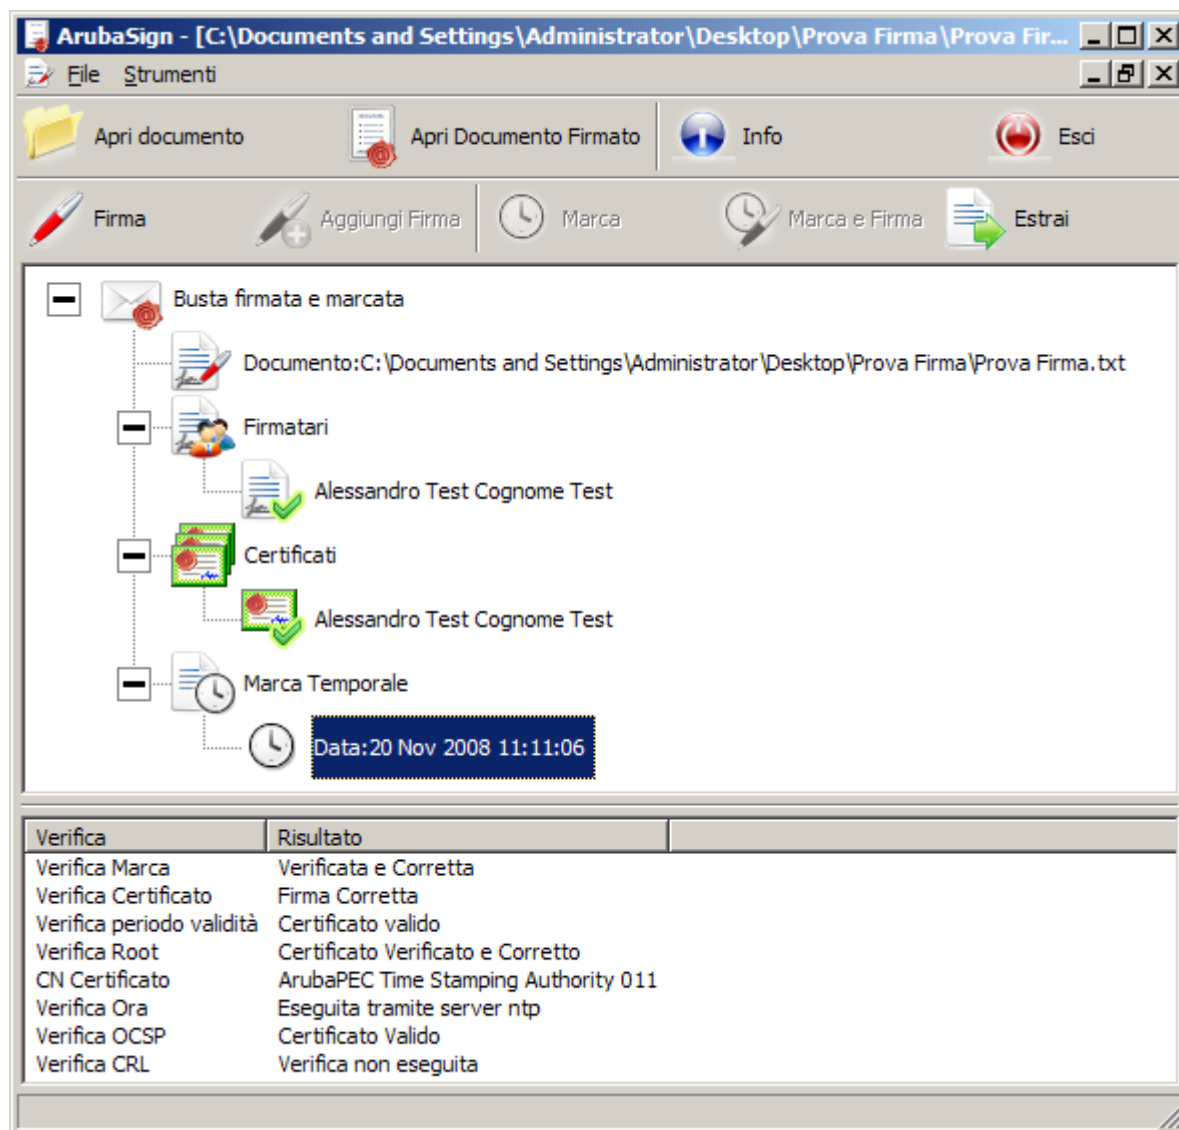 ArubaSign - [C:\Documents and Settings\Administrator\Desktop\Prova Firma\Prova Fir...
File Strumenti
Apri documento Apri Documento Firmato Info Esci
Firma Aggiungi Firma Marca Marca e Firma Estrai
Busta firmata e marcata
Documento:C:\Documents and Settings\Administrator\Desktop\Prova Firma\Prova Firma.txt
Firmatari
Alessandro Test Cognome Test
Certificati
Alessandro Test Cognome Test
Marca Temporale
Data:20 Nov 2008 11:11:06
Verifica Risultato
Verifica Marca Verificata e Corretta
Verifica Certificato Firma Corretta
Verifica periodo validità Certificato valido
Verifica Root Certificato Verificato e Corretto
CN Certificato ArubaPEC Time Stamping Authority 011
Verifica Ora Eseguita tramite server ntp
Verifica OCSP Certificato Valido
Verifica CRL Verifica non eseguita